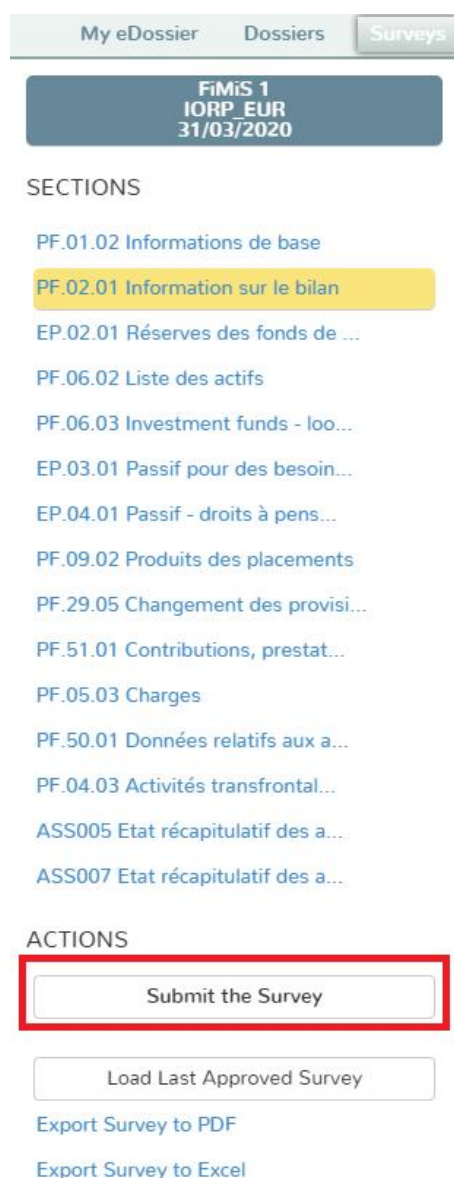 My eDossier Dossiers Surveys
FiMiS 1
IORP_EUR
31/03/2020
SECTIONS
PF.01.02 Informations de base
PF.02.01 Information sur le bilan
EP.02.01 Réserves des fonds de ...
PF.06.02 Liste des actifs
PF.06.03 Investment funds - loo...
EP.03.01 Passif pour des besoin...
EP.04.01 Passif - droits à pens...
PF.09.02 Produits des placements
PF.29.05 Changement des provisi...
PF.51.01 Contributions, prestat...
PF.05.03 Charges
PF.50.01 Données relatifs aux a...
PF.04.03 Activités transfrontal...
ASS005 Etat récapitulatif des a...
ASS007 Etat récapitulatif des a...
ACTIONS
Submit the Survey
Load Last Approved Survey
Export Survey to PDF
Export Survey to Excel